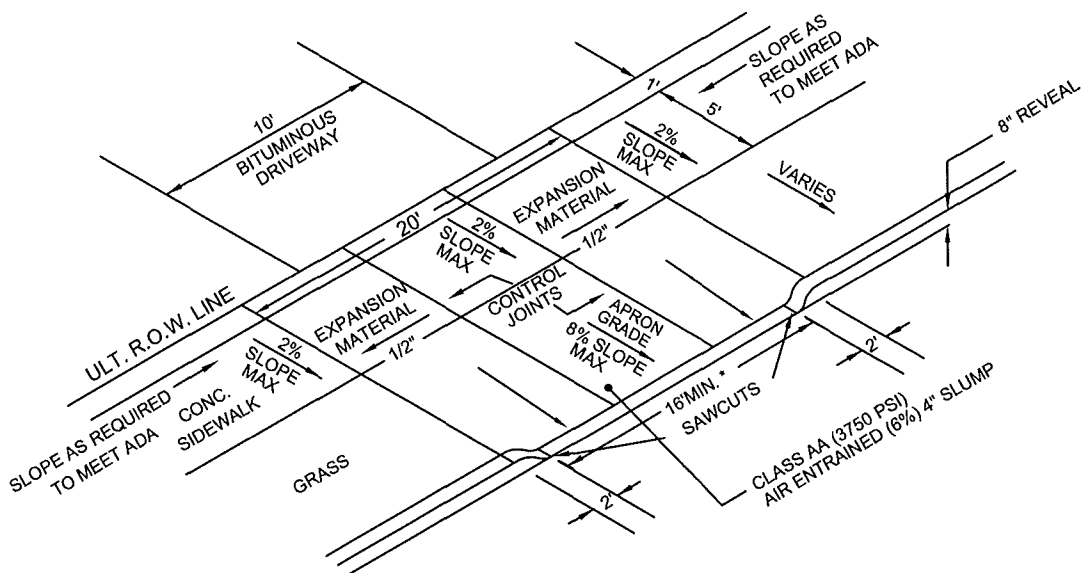 SLOPE AS
REQUIRED
TO MEET ADA
1'
5'
8" REVEAL
10'
BITUMINOUS
DRIVEWAY
2%
SLOPE
MAX
VARIES
EXPANSION
MATERIAL
1/2"
20'
2%
SLOPE
MAX
CONTROL
JOINTS
APRON
GRADE
8% SLOPE
MAX
ULT. R.O.W. LINE
EXPANSION
MATERIAL
1/2"
2%
SLOPE
MAX
CONC.
SIDEWALK
SLOPE AS REQUIRED
TO MEET ADA
GRASS
16'MIN. *
SAWCUTS
2'
2'
CLASS AA (3750 PSI)
AIR ENTRAINED (6%) 4" SLUMP